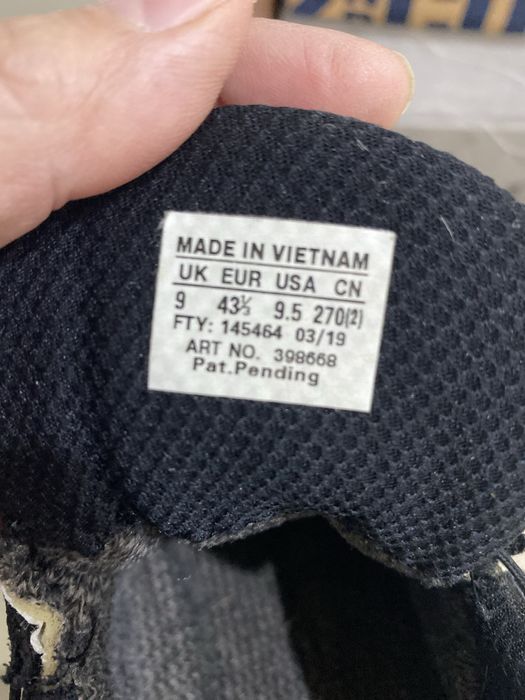 MADE IN VIETNAM
UK EUR USA CN
9 43⅓ 9.5 270(2)
FTY: 145464 03/19
ART NO. 398668
Pat.Pending